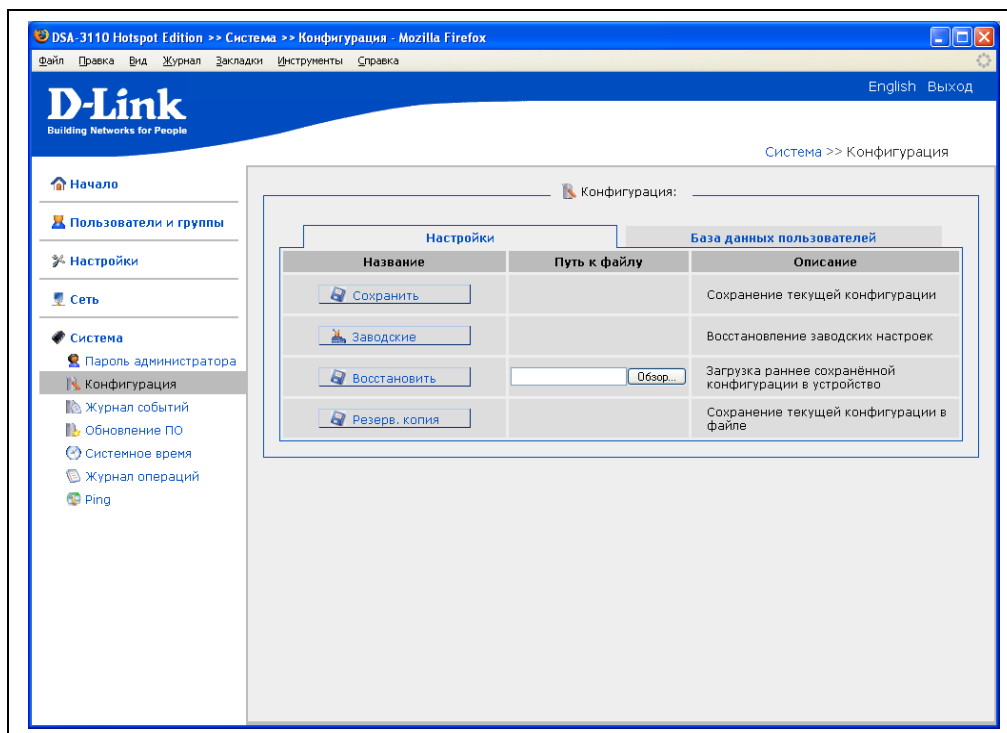 DSA-3110 Hotspot Edition >> Система >> Конфигурация - Mozilla Firefox
Файл Правка Вид Журнал Закладки Инструменты Справка
D-Link
Building Networks for People
English Выход
Система >> Конфигурация
Начало
Пользователи и группы
Настройки
Сеть
Система
Пароль администратора
Конфигурация
Журнал событий
Обновление ПО
Системное время
Журнал операций
Ping
Конфигурация:
Настройки База данных пользователей
Название Путь к файлу Описание
Сохранить Сохранение текущей конфигурации
Заводские Восстановление заводских настроек
Восстановить Обзор... Загрузка раннее сохранённой
конфигурации в устройство
Резерв. копия Сохранение текущей конфигурации в
файле